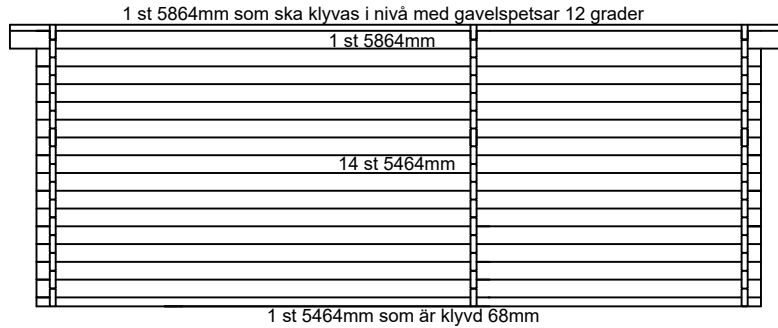 1 st 5864mm som ska klyvas i nivå med gavelspetsar 12 grader
1 st 5864mm
14 st 5464mm
1 st 5464mm som är klyvd 68mm